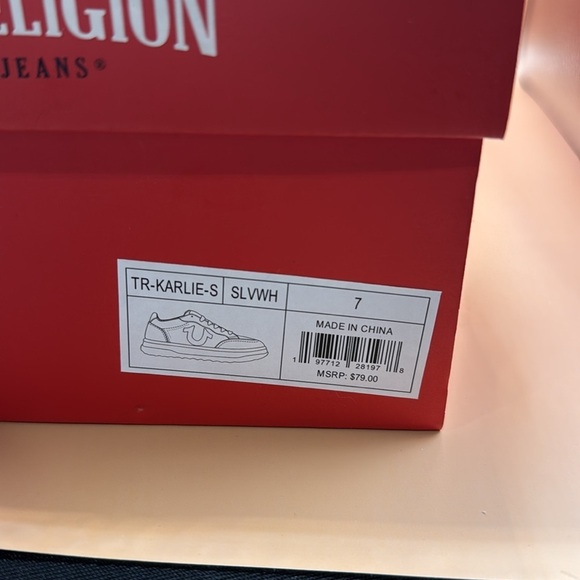 ELIGION
JEANS®
TR-KARLIE-S SLVWH 7
MADE IN CHINA
1 97712 28197 8
MSRP: $79.00